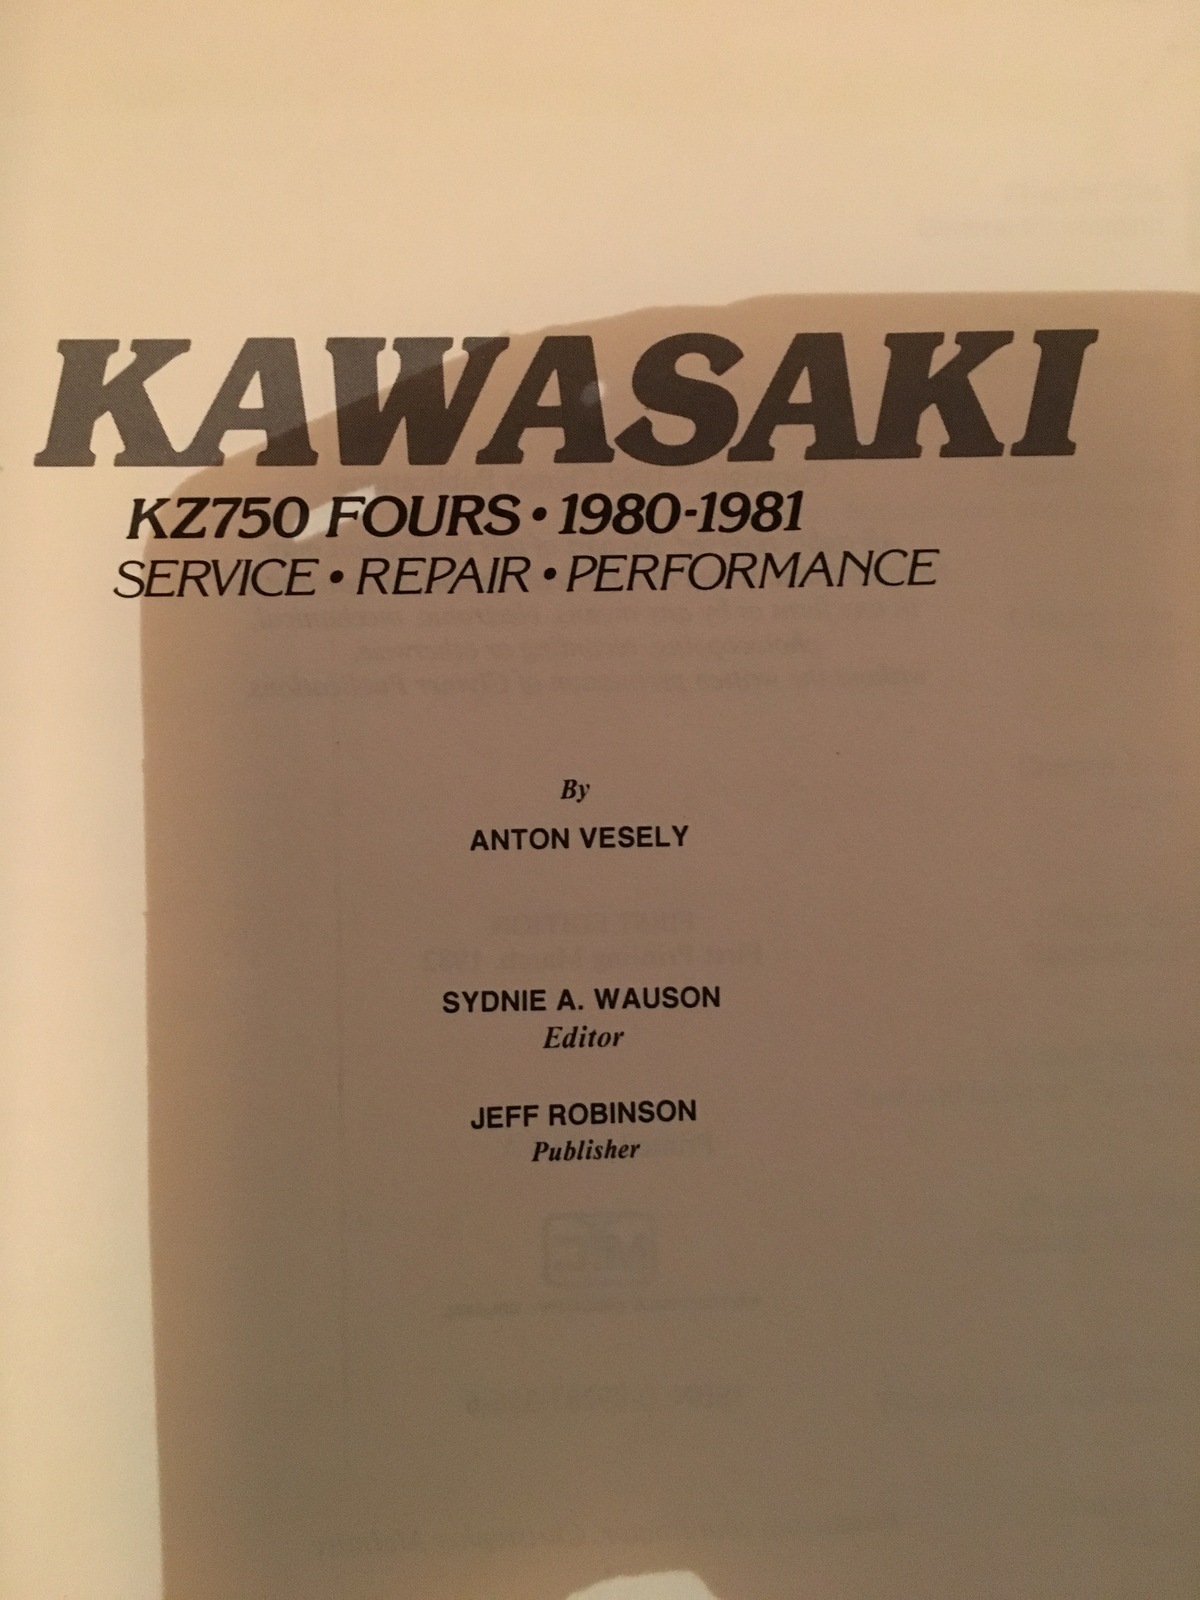 KAWASAKI
KZ750 FOURS • 1980-1981
SERVICE • REPAIR • PERFORMANCE
By
ANTON VESELY
SYDNIE A. WAUSON
Editor
JEFF ROBINSON
Publisher